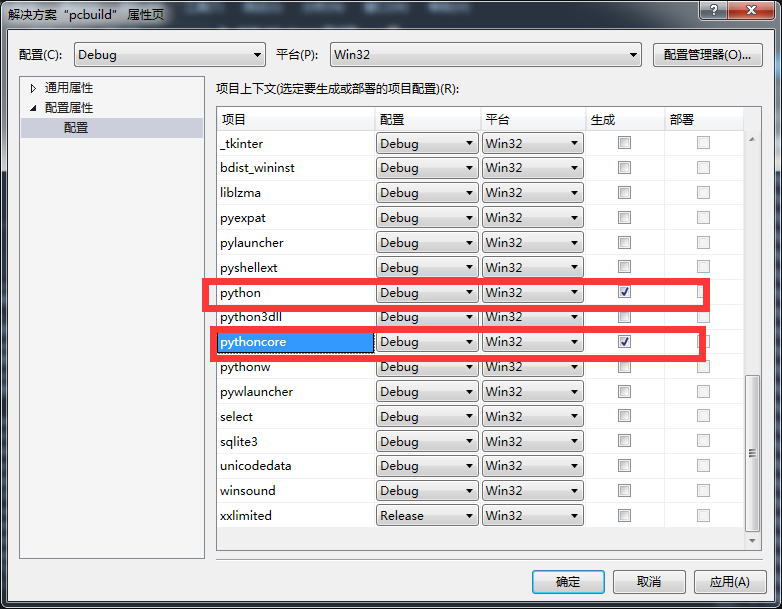 解决方案“pcbuild” 属性页
配置(C): Debug 平台(P): Win32 配置管理器(O)...
通用属性
配置属性
配置
项目上下文(选定要生成或部署的项目配置)(R):
项目 配置 平台 生成 部署
_tkinter Debug Win32
bdist_wininst Debug Win32
liblzma Debug Win32
pyexpat Debug Win32
pylauncher Debug Win32
pyshellext Debug Win32
python Debug Win32
python3dll Debug Win32
pythoncore Debug Win32
pythonw Debug Win32
pywlauncher Debug Win32
select Debug Win32
sqlite3 Debug Win32
unicodedata Debug Win32
winsound Debug Win32
xxlimited Release Win32
确定 取消 应用(A)